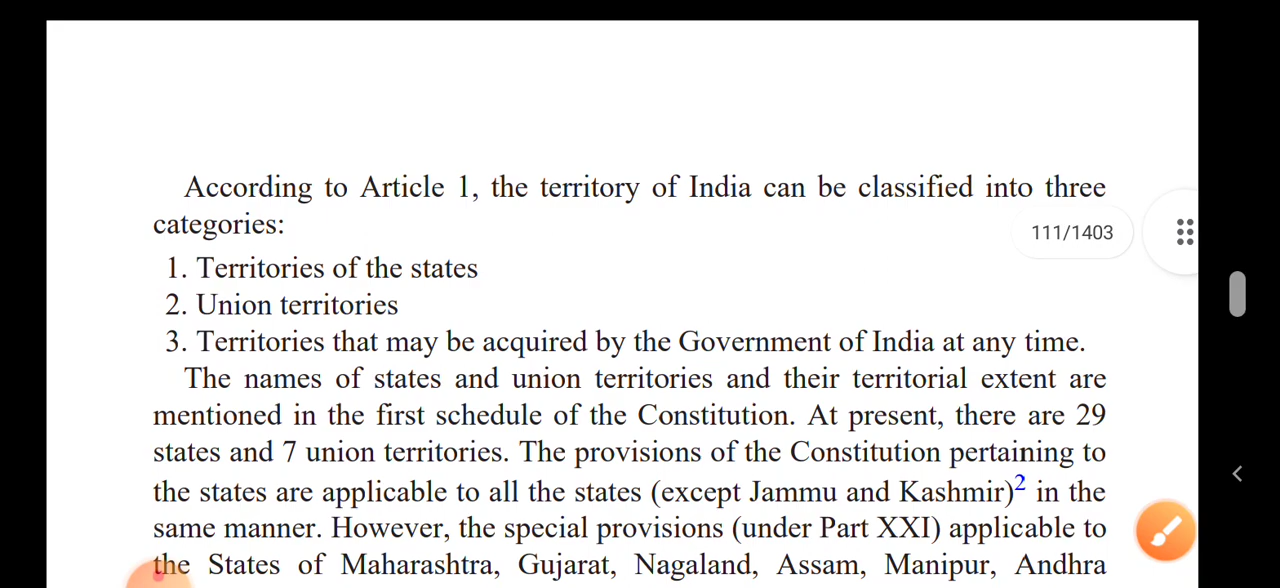 According to Article 1, the territory of India can be classified into three
categories:
111/1403
1. Territories of the states
2. Union territories
3. Territories that may be acquired by the Government of India at any time.
The names of states and union territories and their territorial extent are
mentioned in the first schedule of the Constitution. At present, there are 29
states and 7 union territories. The provisions of the Constitution pertaining to
the states are applicable to all the states (except Jammu and Kashmir)2 in the
same manner. However, the special provisions (under Part XXI) applicable to
the States of Maharashtra, Gujarat, Nagaland, Assam, Manipur, Andhra